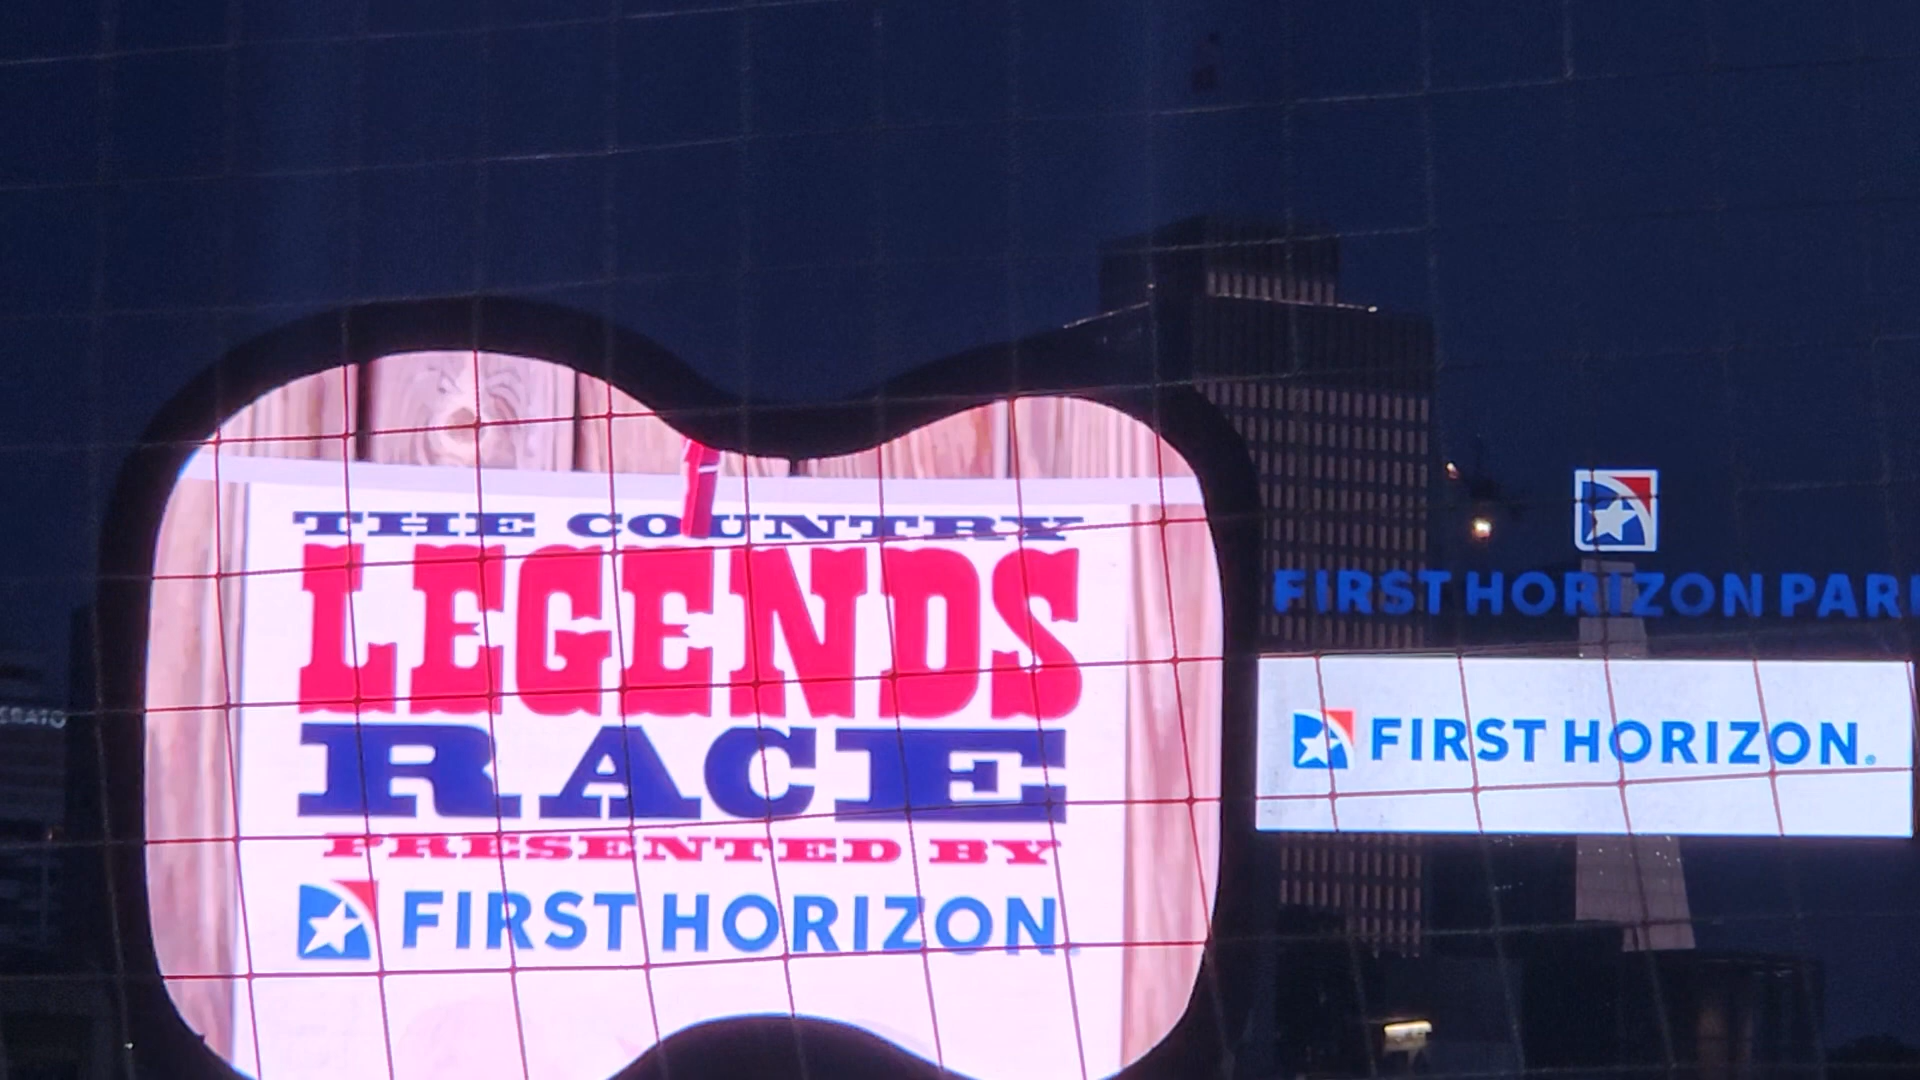 THE COUNTRY
LEGENDS
RACE
PRESENTED BY
FIRST HORIZON.
FIRST HORIZON PARK
FIRST HORIZON.